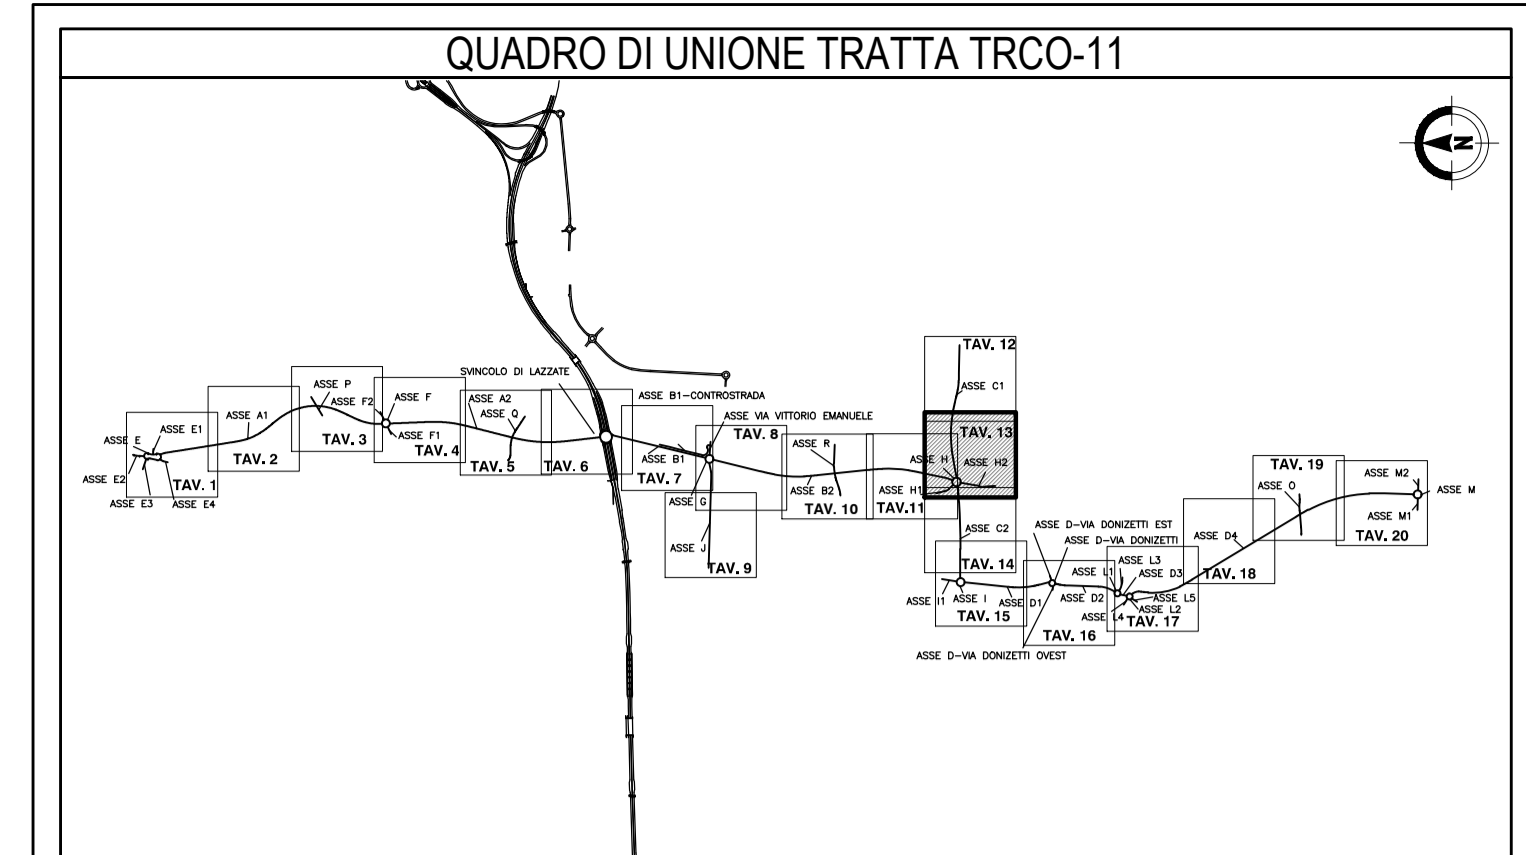 QUADRO DI UNIONE TRATTA TRCO-11
N
TAV. 12
ASSE C1
SVINCOLO DI LAZZATE
ASSE P
ASSE F2
ASSE F
ASSE A2
ASSE Q
ASSE B1-CONTROSTRADA
ASSE VIA VITTORIO EMANUELE
ASSE A1
ASSE E1
ASSE E
TAV. 3
ASSE F1
TAV. 4
TAV. 8
TAV. 13
ASSE R
ASSE H
ASSE H2
TAV. 2
TAV. 5
TAV. 6
ASSE B1
TAV. 7
ASSE B2
ASSE H1
TAV. 19
ASSE O
ASSE M2
ASSE M
ASSE E2
TAV. 1
ASSE E3
ASSE E4
ASSE G
TAV. 10
TAV.11
ASSE M1
TAV. 20
ASSE C2
ASSE D-VIA DONIZETTI EST
ASSE D-VIA DONIZETTI
ASSE D4
ASSE J
TAV. 9
TAV. 14
ASSE L3
ASSE L1
ASSE D3
TAV. 18
ASSE I1
ASSE I
ASSE D1
ASSE D2
ASSE L5
ASSE L2
ASSE L4
TAV. 15
TAV. 16
TAV. 17
ASSE D-VIA DONIZETTI OVEST